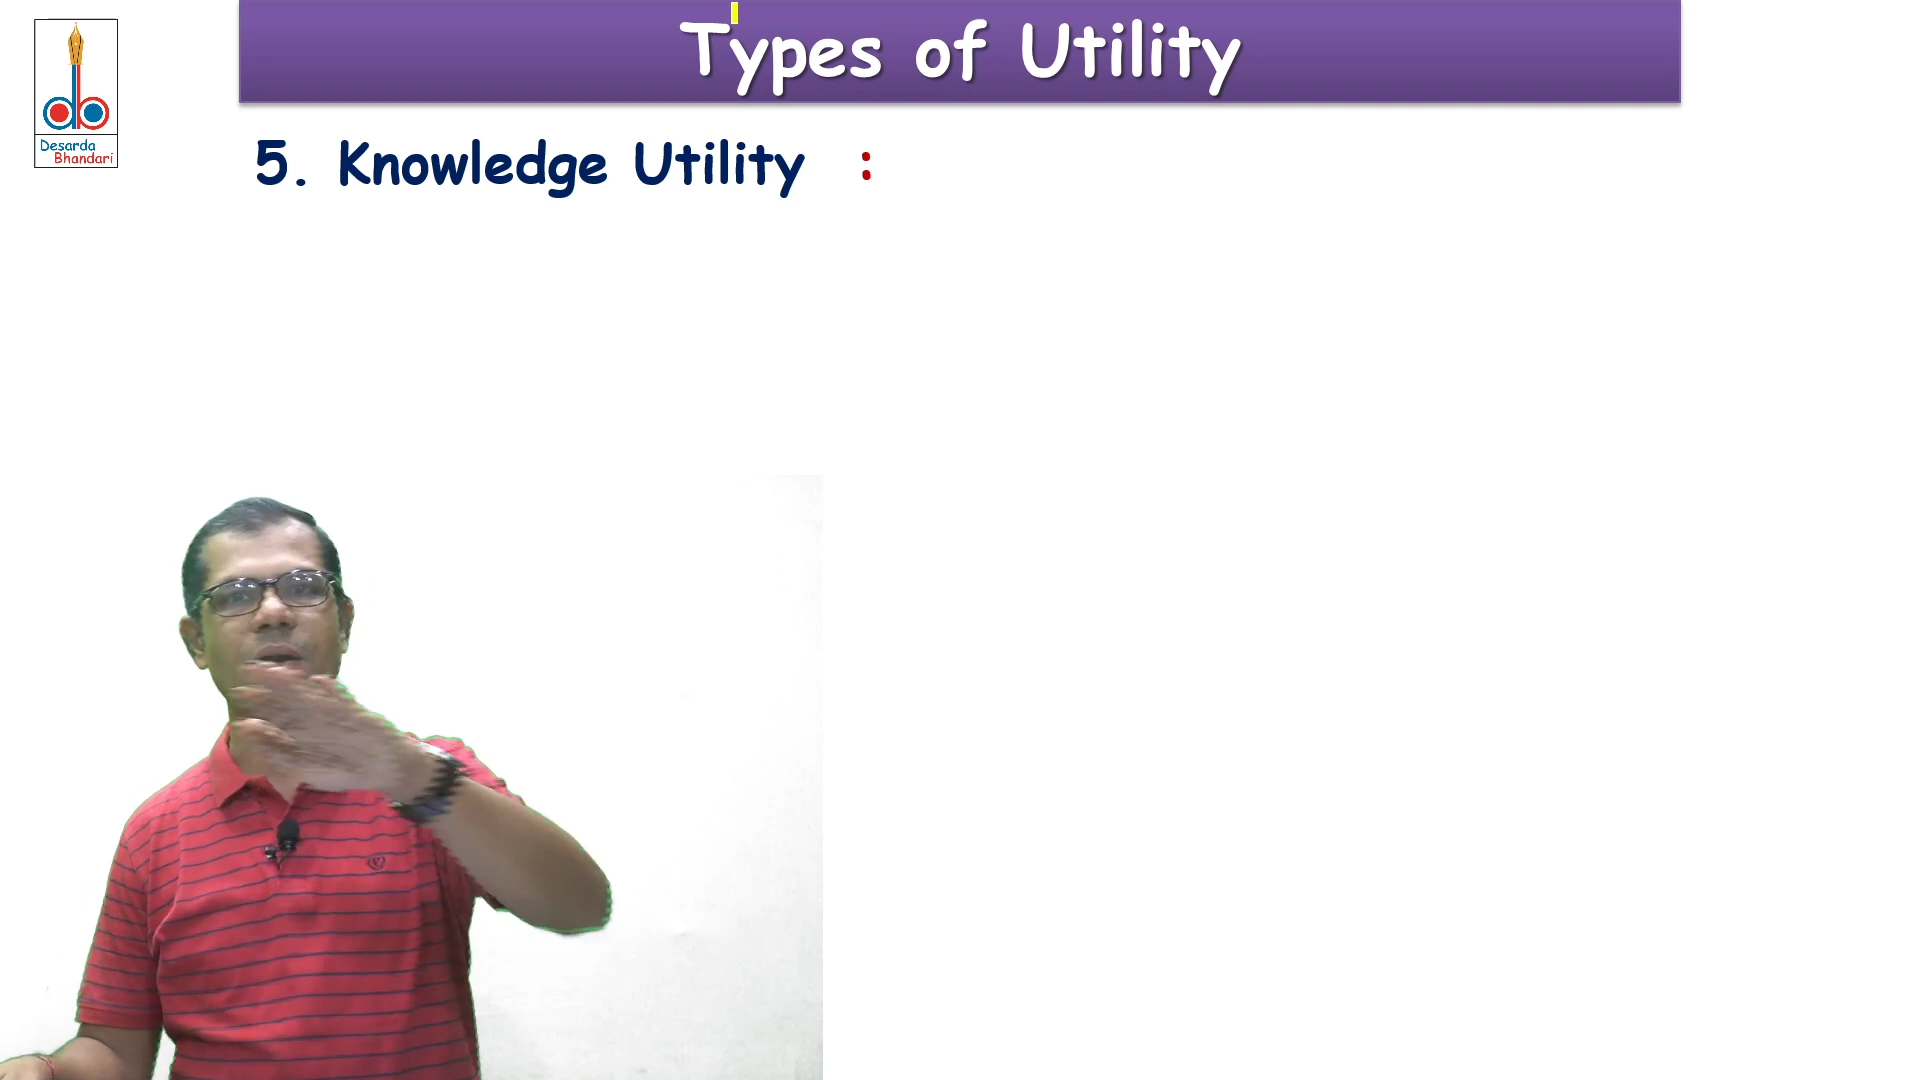 Types of Utility
Desarda
Bhandari
5. Knowledge Utility :